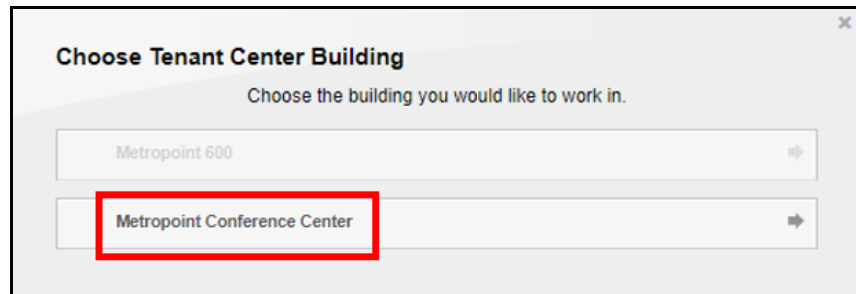 Choose Tenant Center Building
Choose the building you would like to work in.
Metropoint 600
Metropoint Conference Center